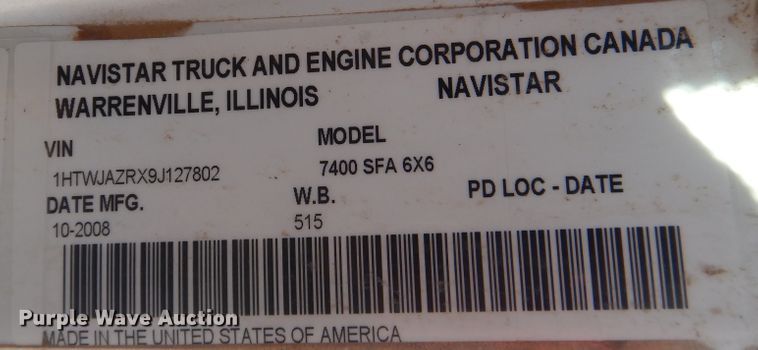 NAVISTAR TRUCK AND ENGINE CORPORATION CANADA
WARRENVILLE, ILLINOIS NAVISTAR
VIN MODEL
1HTWJAZRX9J127802 7400 SFA 6X6
DATE MFG. W.B. PD LOC - DATE
10-2008 515
Purple Wave Auction
MADE IN THE UNITED STATES OF AMERICA